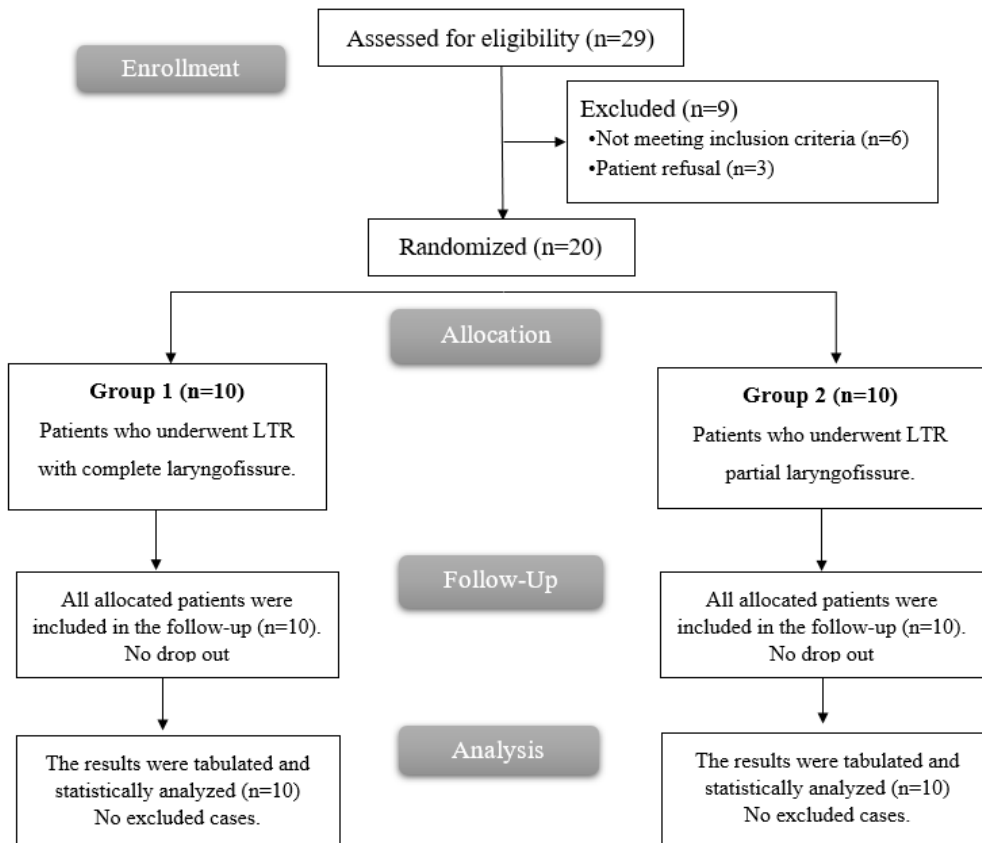 Assessed for eligibility (n=29)
Enrollment
Excluded (n=9)
•Not meeting inclusion criteria (n=6)
•Patient refusal (n=3)
Randomized (n=20)
Allocation
Group 1 (n=10)
Patients who underwent LTR
with complete laryngofissure.
Group 2 (n=10)
Patients who underwent LTR
partial laryngofissure.
Follow-Up
All allocated patients were
included in the follow-up (n=10).
No drop out
All allocated patients were
included in the follow-up (n=10).
No drop out
Analysis
The results were tabulated and
statistically analyzed (n=10)
No excluded cases.
The results were tabulated and
statistically analyzed (n=10)
No excluded cases.